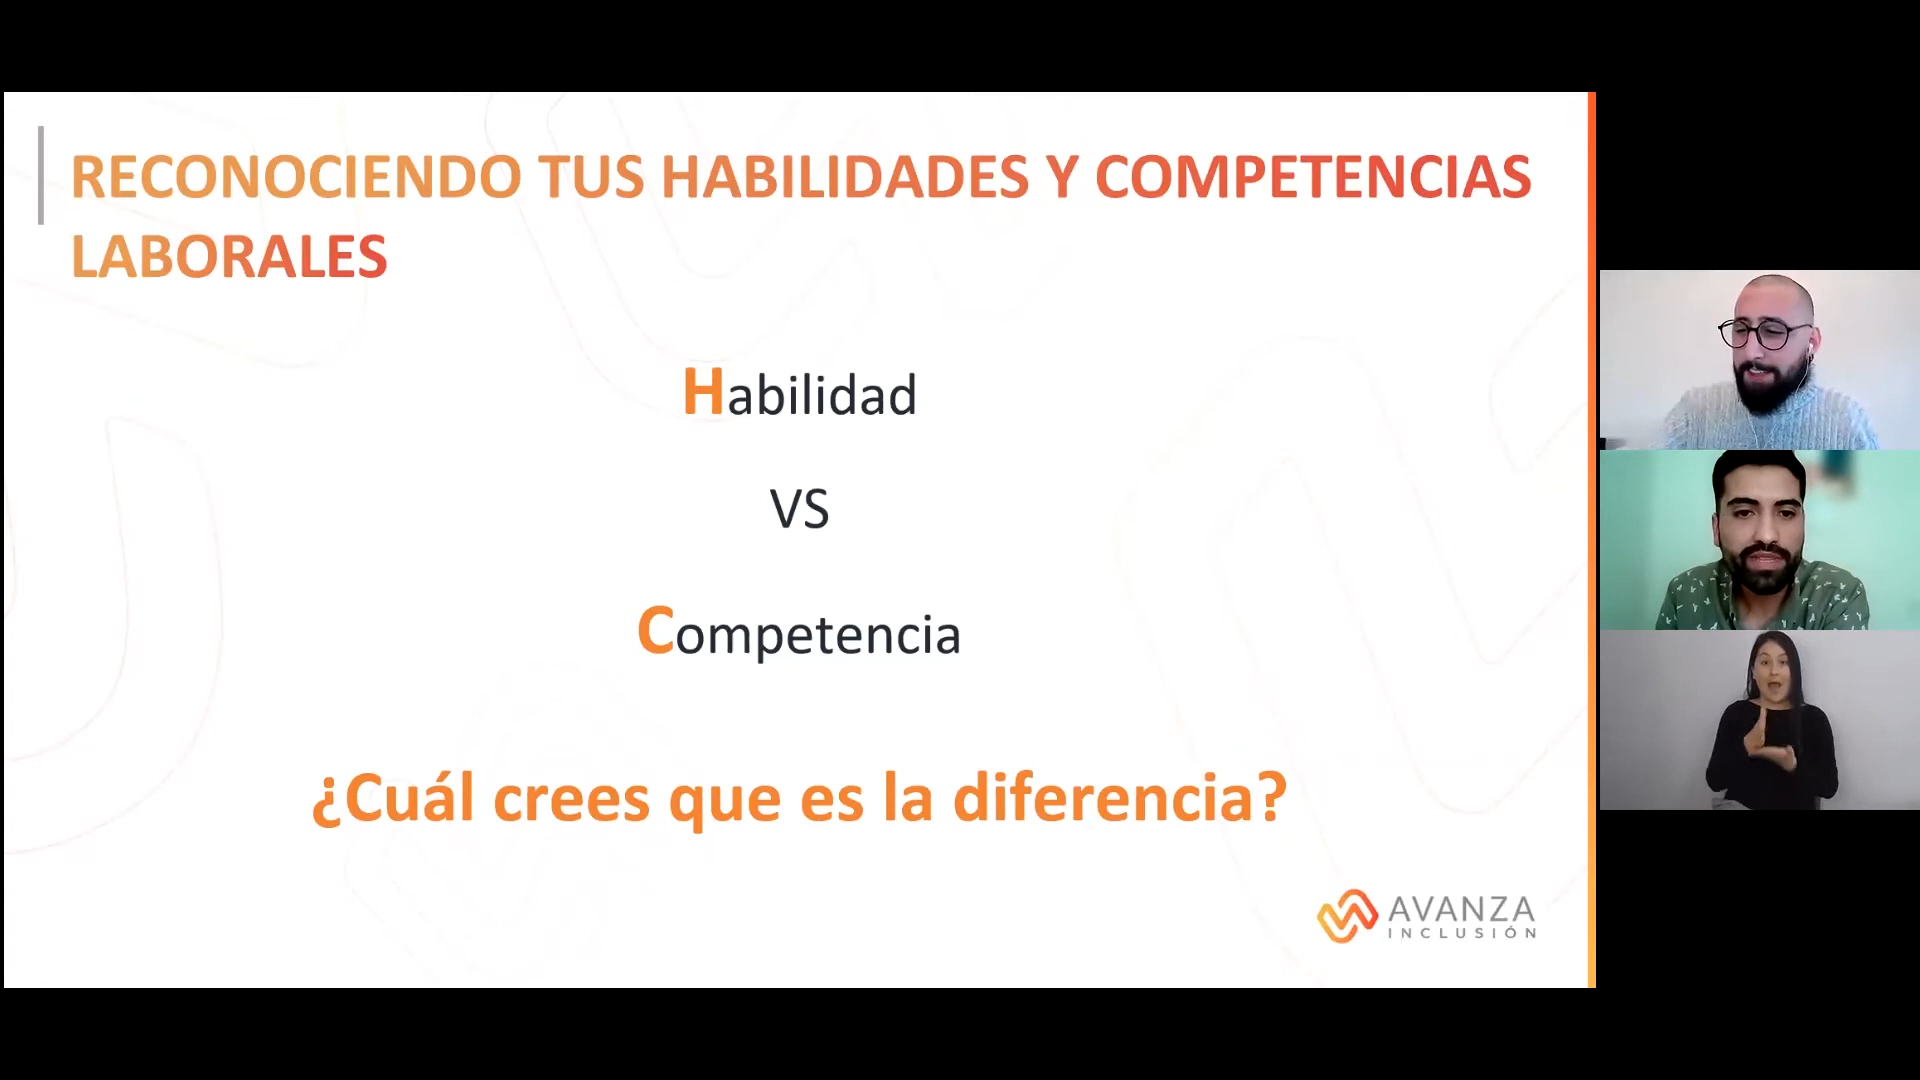 RECONOCIENDO TUS HABILIDADES Y COMPETENCIAS
LABORALES
Habilidad
VS
Competencia
¿Cuál crees que es la diferencia?
AVANZA
INCLUSIÓN